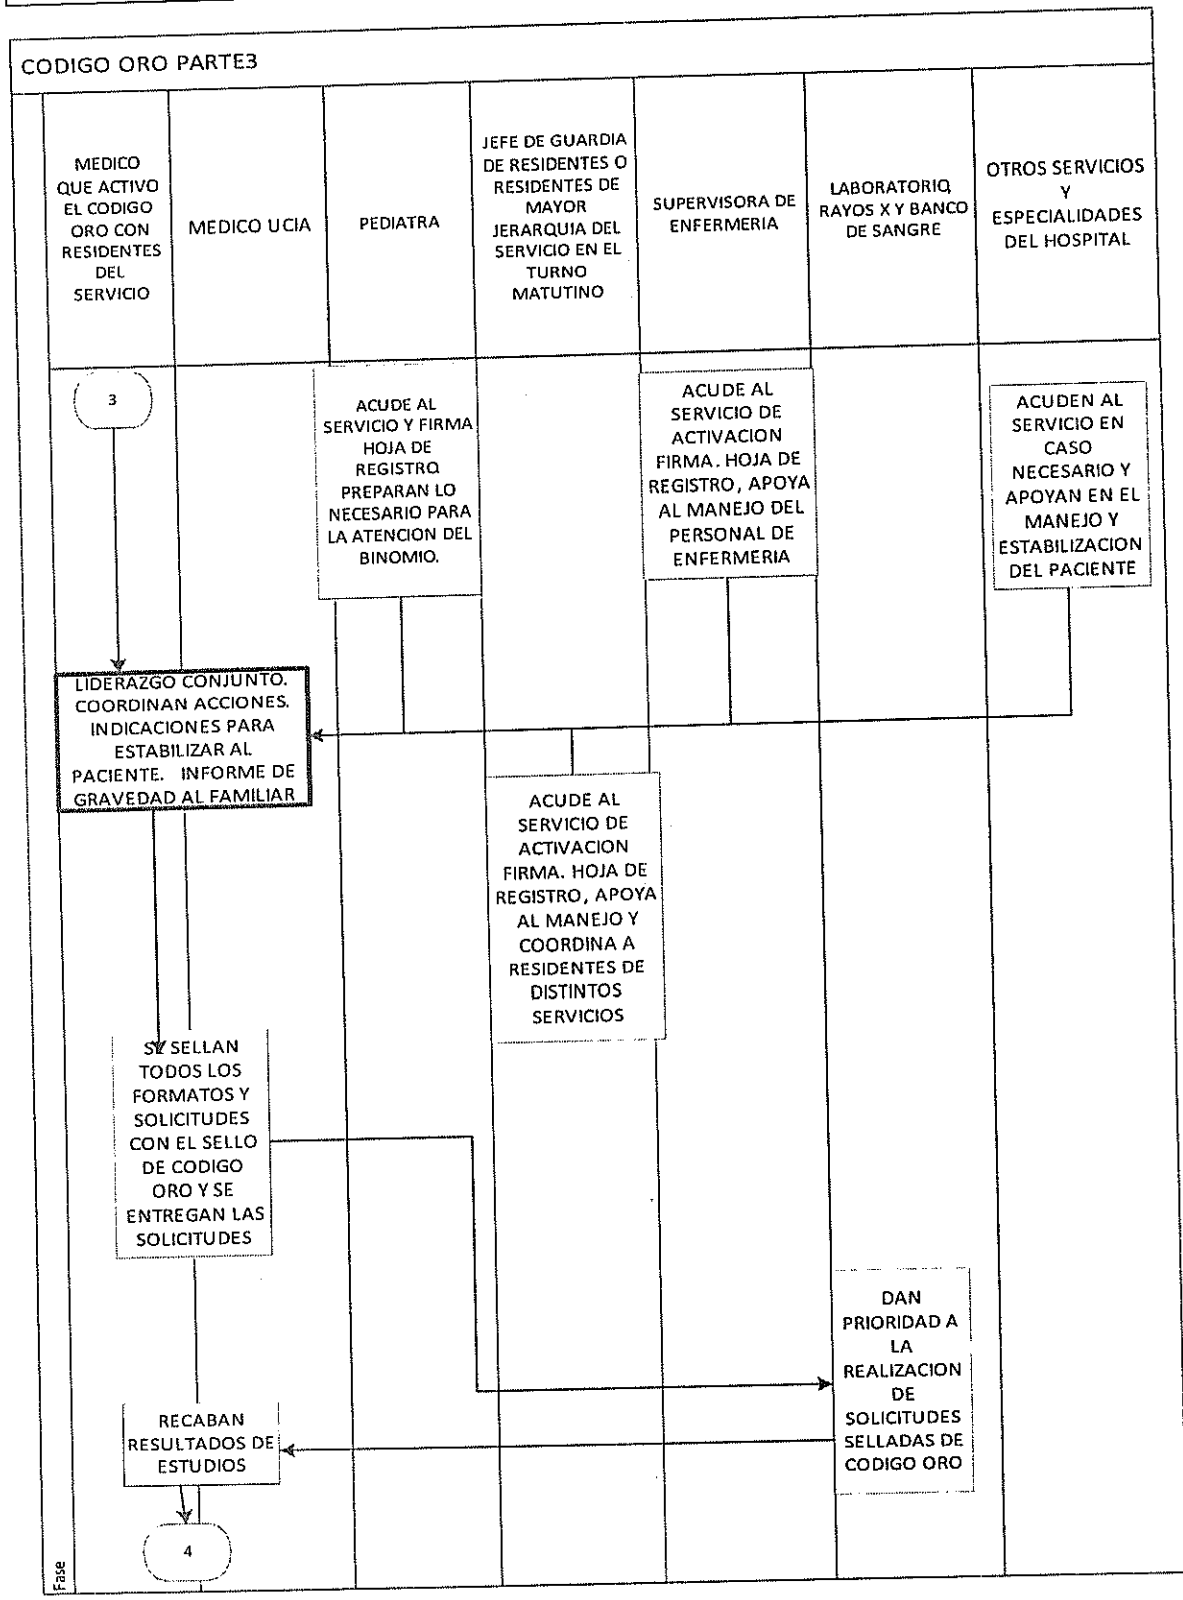 CODIGO ORO PARTE3
MEDICO
QUE ACTIVO
EL CODIGO
ORO CON
RESIDENTES
DEL
SERVICIO
MEDICO UCIA
PEDIATRA
JEFE DE GUARDIA
DE RESIDENTES O
RESIDENTES DE
MAYOR
JERARQUIA DEL
SERVICIO EN EL
TURNO
MATUTINO
SUPERVISORA DE
ENFERMERIA
LABORATORIO,
RAYOS X Y BANCO
DE SANGRE
OTROS SERVICIOS
Y
ESPECIALIDADES
DEL HOSPITAL
3
ACUDE AL
SERVICIO Y FIRMA
HOJA DE
REGISTRO.
PREPARAN LO
NECESARIO PARA
LA ATENCION DEL
BINOMIO.
ACUDE AL
SERVICIO DE
ACTIVACION
FIRMA. HOJA DE
REGISTRO, APOYA
AL MANEJO DEL
PERSONAL DE
ENFERMERIA
ACUDEN AL
SERVICIO EN
CASO
NECESARIO Y
APOYAN EN EL
MANEJO Y
ESTABILIZACION
DEL PACIENTE
LIDERAZGO CONJUNTO.
COORDINAN ACCIONES.
INDICACIONES PARA
ESTABILIZAR AL
PACIENTE. INFORME DE
GRAVEDAD AL FAMILIAR
ACUDE AL
SERVICIO DE
ACTIVACION
FIRMA. HOJA DE
REGISTRO, APOYA
AL MANEJO Y
COORDINA A
RESIDENTES DE
DISTINTOS
SERVICIOS
SE SELLAN
TODOS LOS
FORMATOS Y
SOLICITUDES
CON EL SELLO
DE CODIGO
ORO Y SE
ENTREGAN LAS
SOLICITUDES
DAN
PRIORIDAD A
LA
REALIZACION
DE
SOLICITUDES
SELLADAS DE
CODIGO ORO
RECABAN
RESULTADOS DE
ESTUDIOS
4
Fase